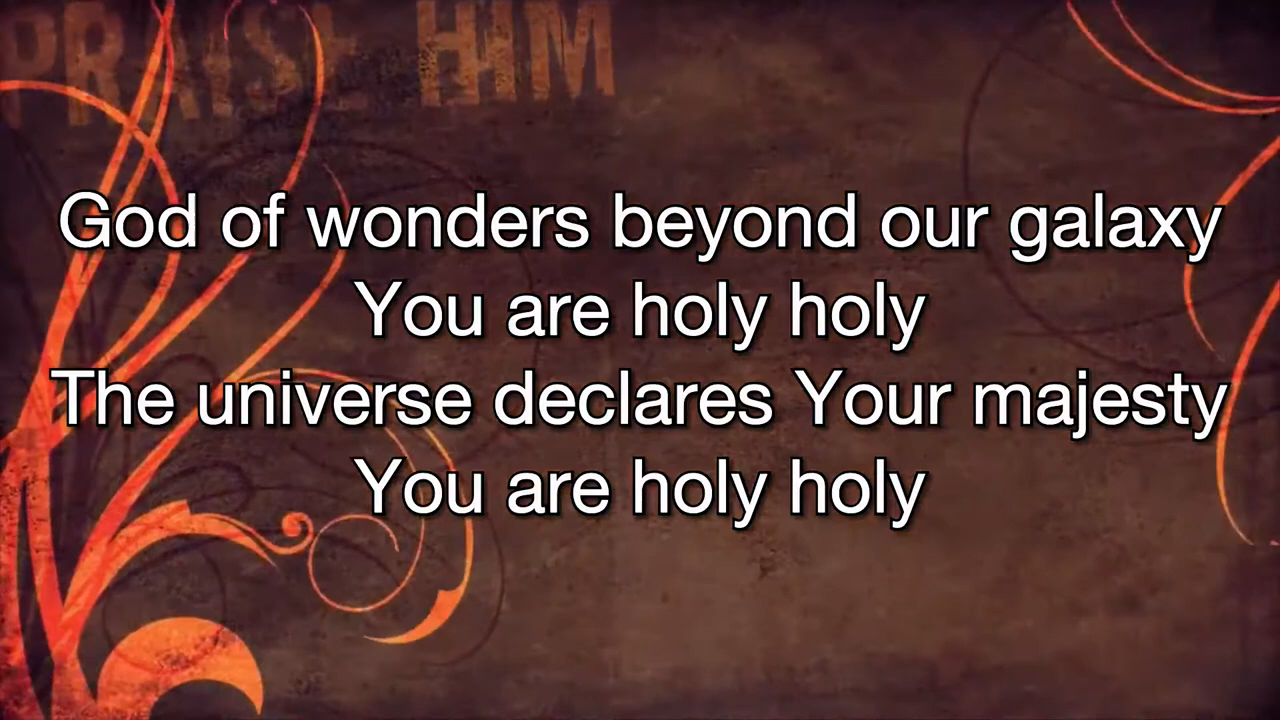 PRAISE HIM
God of wonders beyond our galaxy
You are holy holy
The universe declares Your majesty
You are holy holy